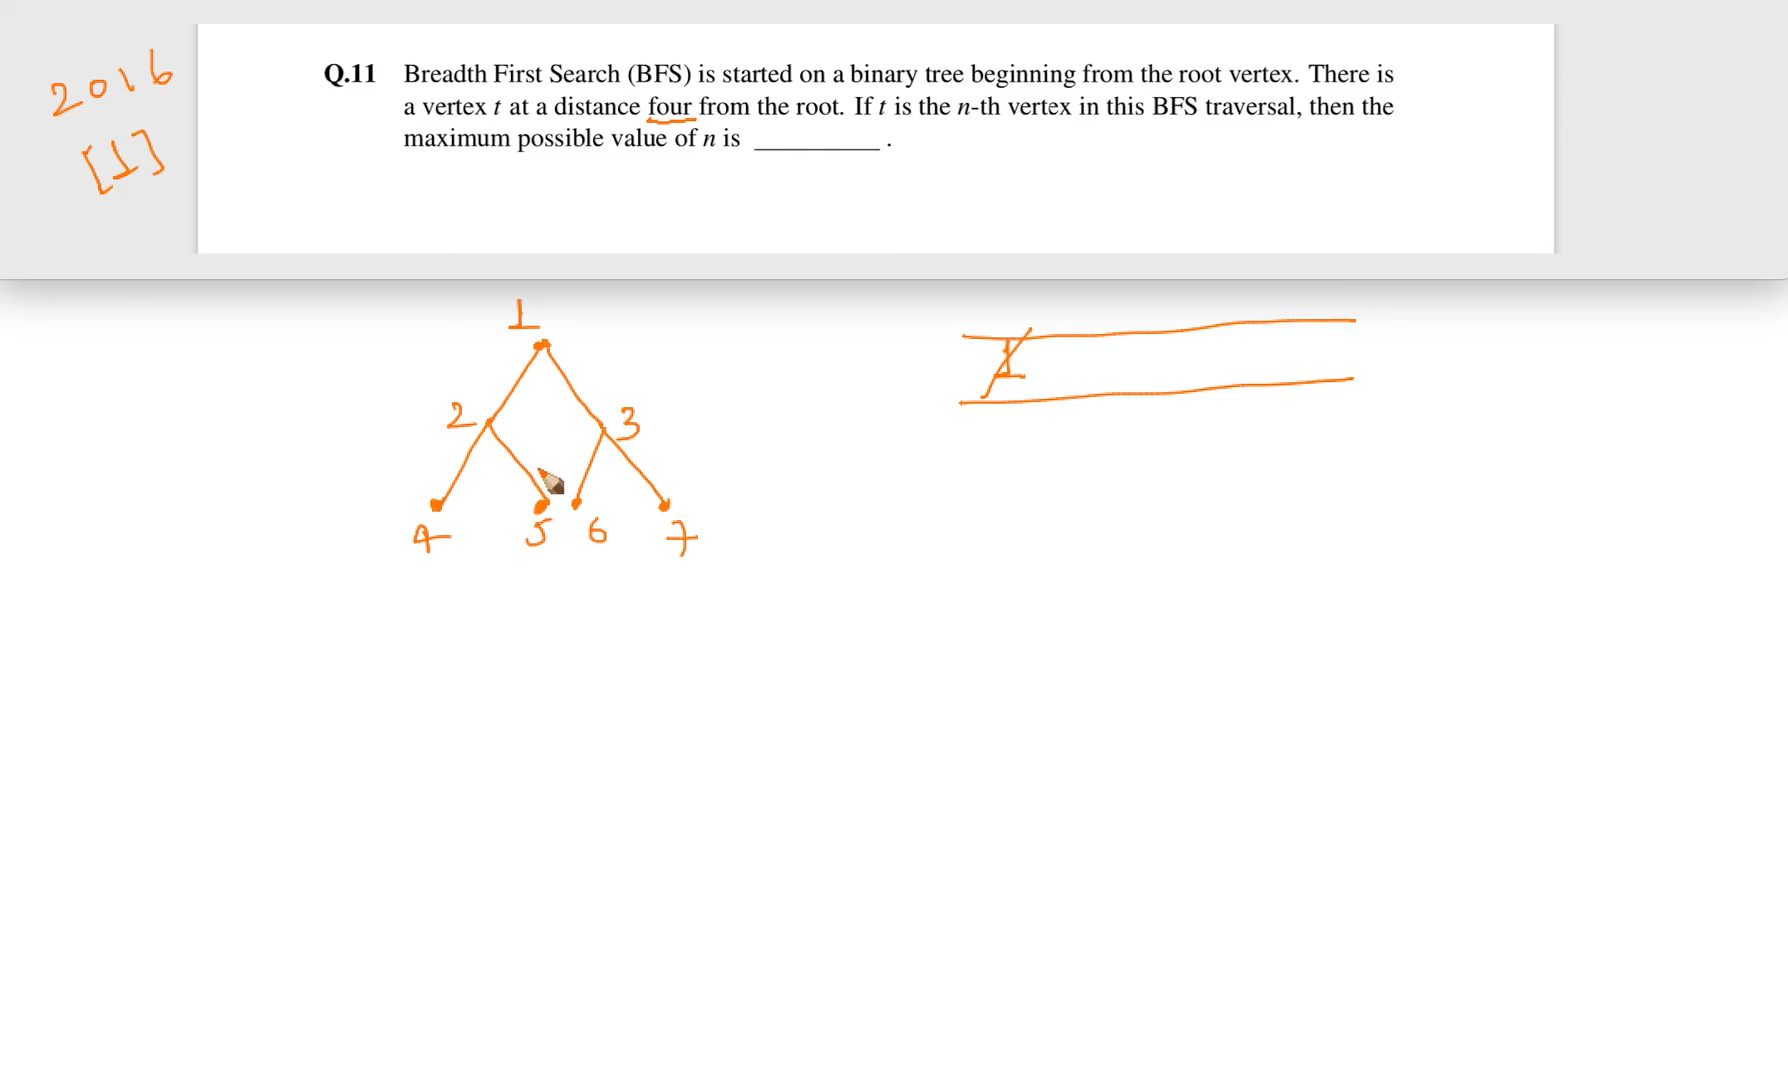 2016
[1]
Q.11 Breadth First Search (BFS) is started on a binary tree beginning from the root vertex. There is
a vertex t at a distance four from the root. If t is the n-th vertex in this BFS traversal, then the
maximum possible value of n is __________ .
1
2 3
4 5 6 7
1